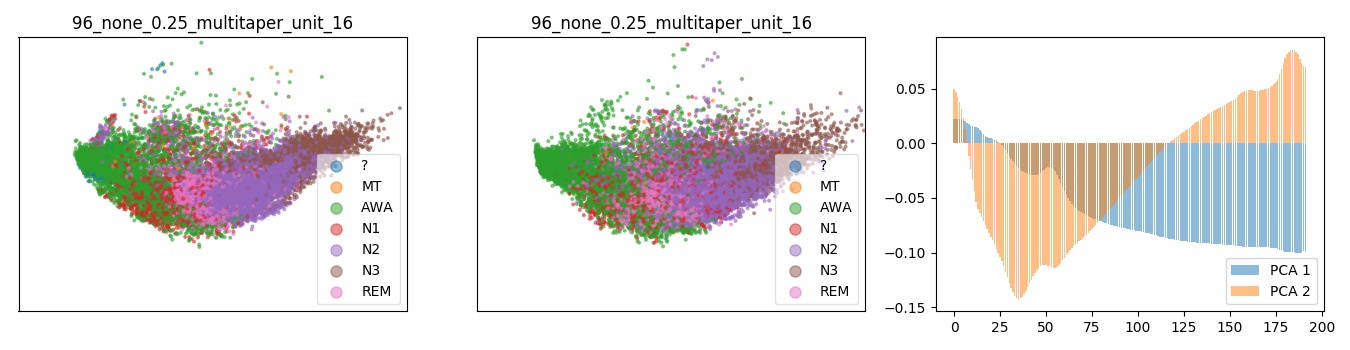 96_none_0.25_multitaper_unit_16
?
MT
AWA
N1
N2
N3
REM
96_none_0.25_multitaper_unit_16
?
MT
AWA
N1
N2
N3
REM
0.05
0.00
−0.05
−0.10
−0.15
0
25
50
75
100
125
150
175
200
PCA 1
PCA 2